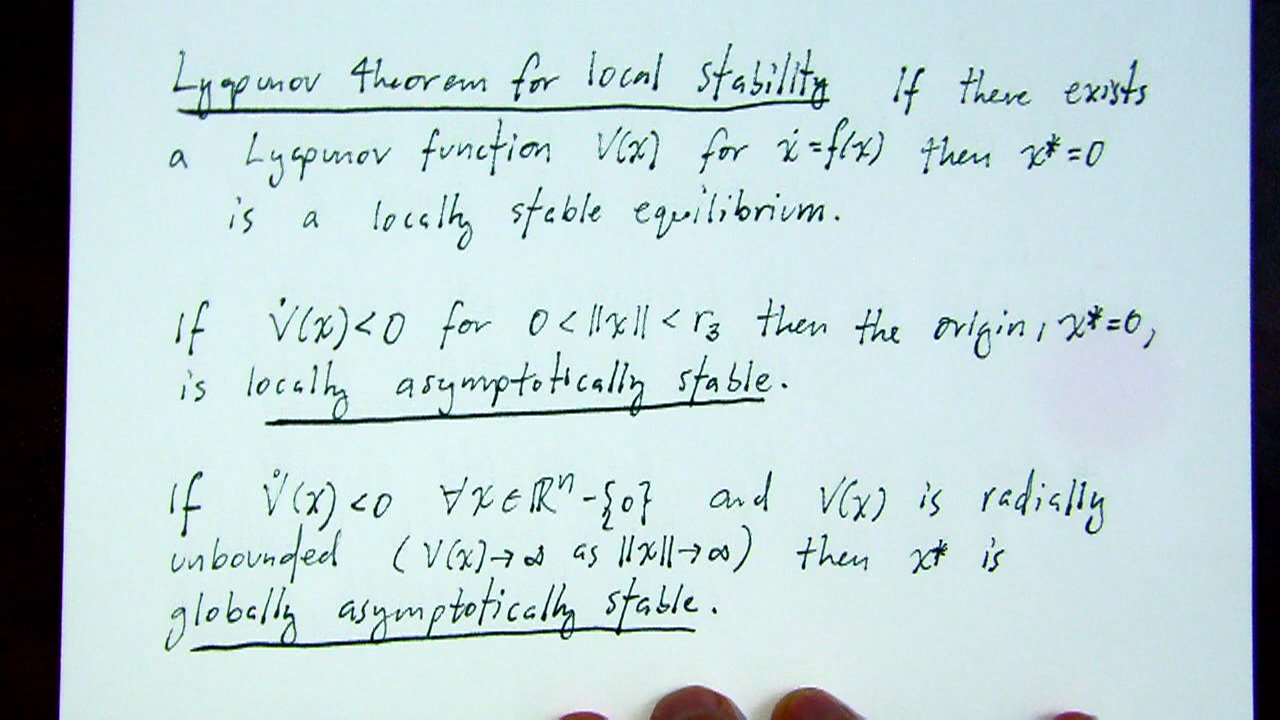 Lyapunov theorem for local stability If there exists
a Lyapunov function V(x) for ẋ=f(x) then x*=0
is a locally stable equilibrium.
If V̇(x)<0 for 0<||x||<r₃ then the origin, x*=0,
is locally asymptotically stable.
If V̇(x)<0 ∀x∈ℝⁿ-{0} and V(x) is radially
unbounded (V(x)→∞ as ||x||→∞) then x* is
globally asymptotically stable.